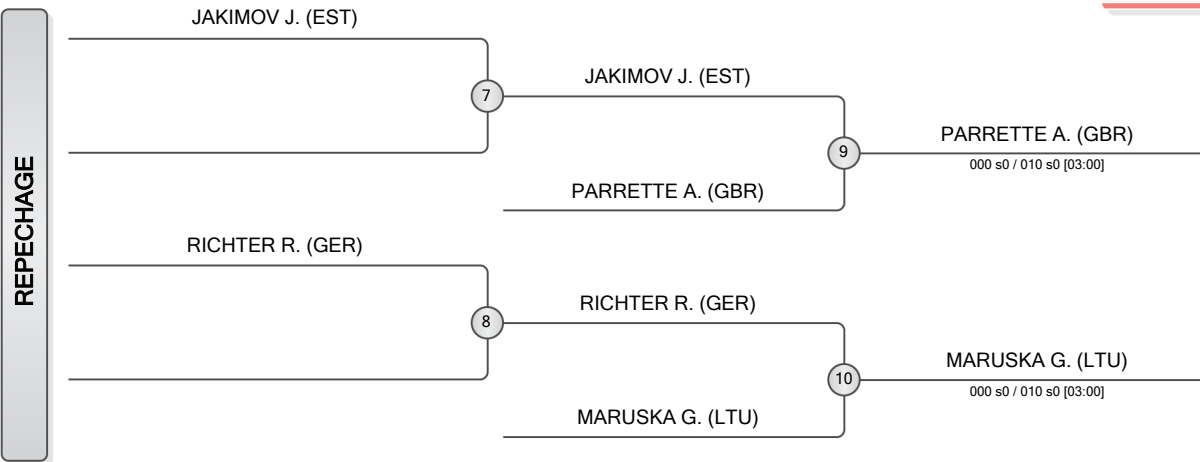 REPECHAGE
JAKIMOV J. (EST)
7
JAKIMOV J. (EST)
9
PARRETTE A. (GBR)
000 s0 / 010 s0 [03:00]
PARRETTE A. (GBR)
RICHTER R. (GER)
8
RICHTER R. (GER)
10
MARUSKA G. (LTU)
000 s0 / 010 s0 [03:00]
MARUSKA G. (LTU)